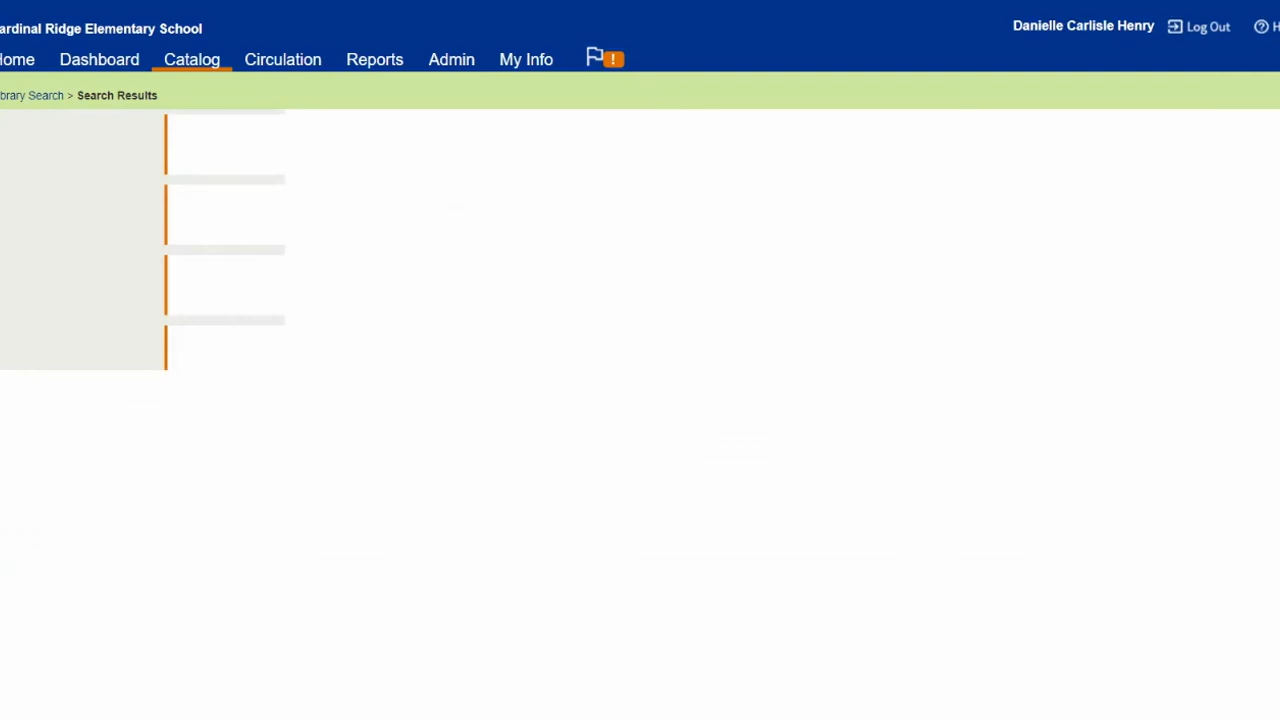 ardinal Ridge Elementary School
Danielle Carlisle Henry Log Out H
ome Dashboard Catalog Circulation Reports Admin My Info !
brary Search > Search Results